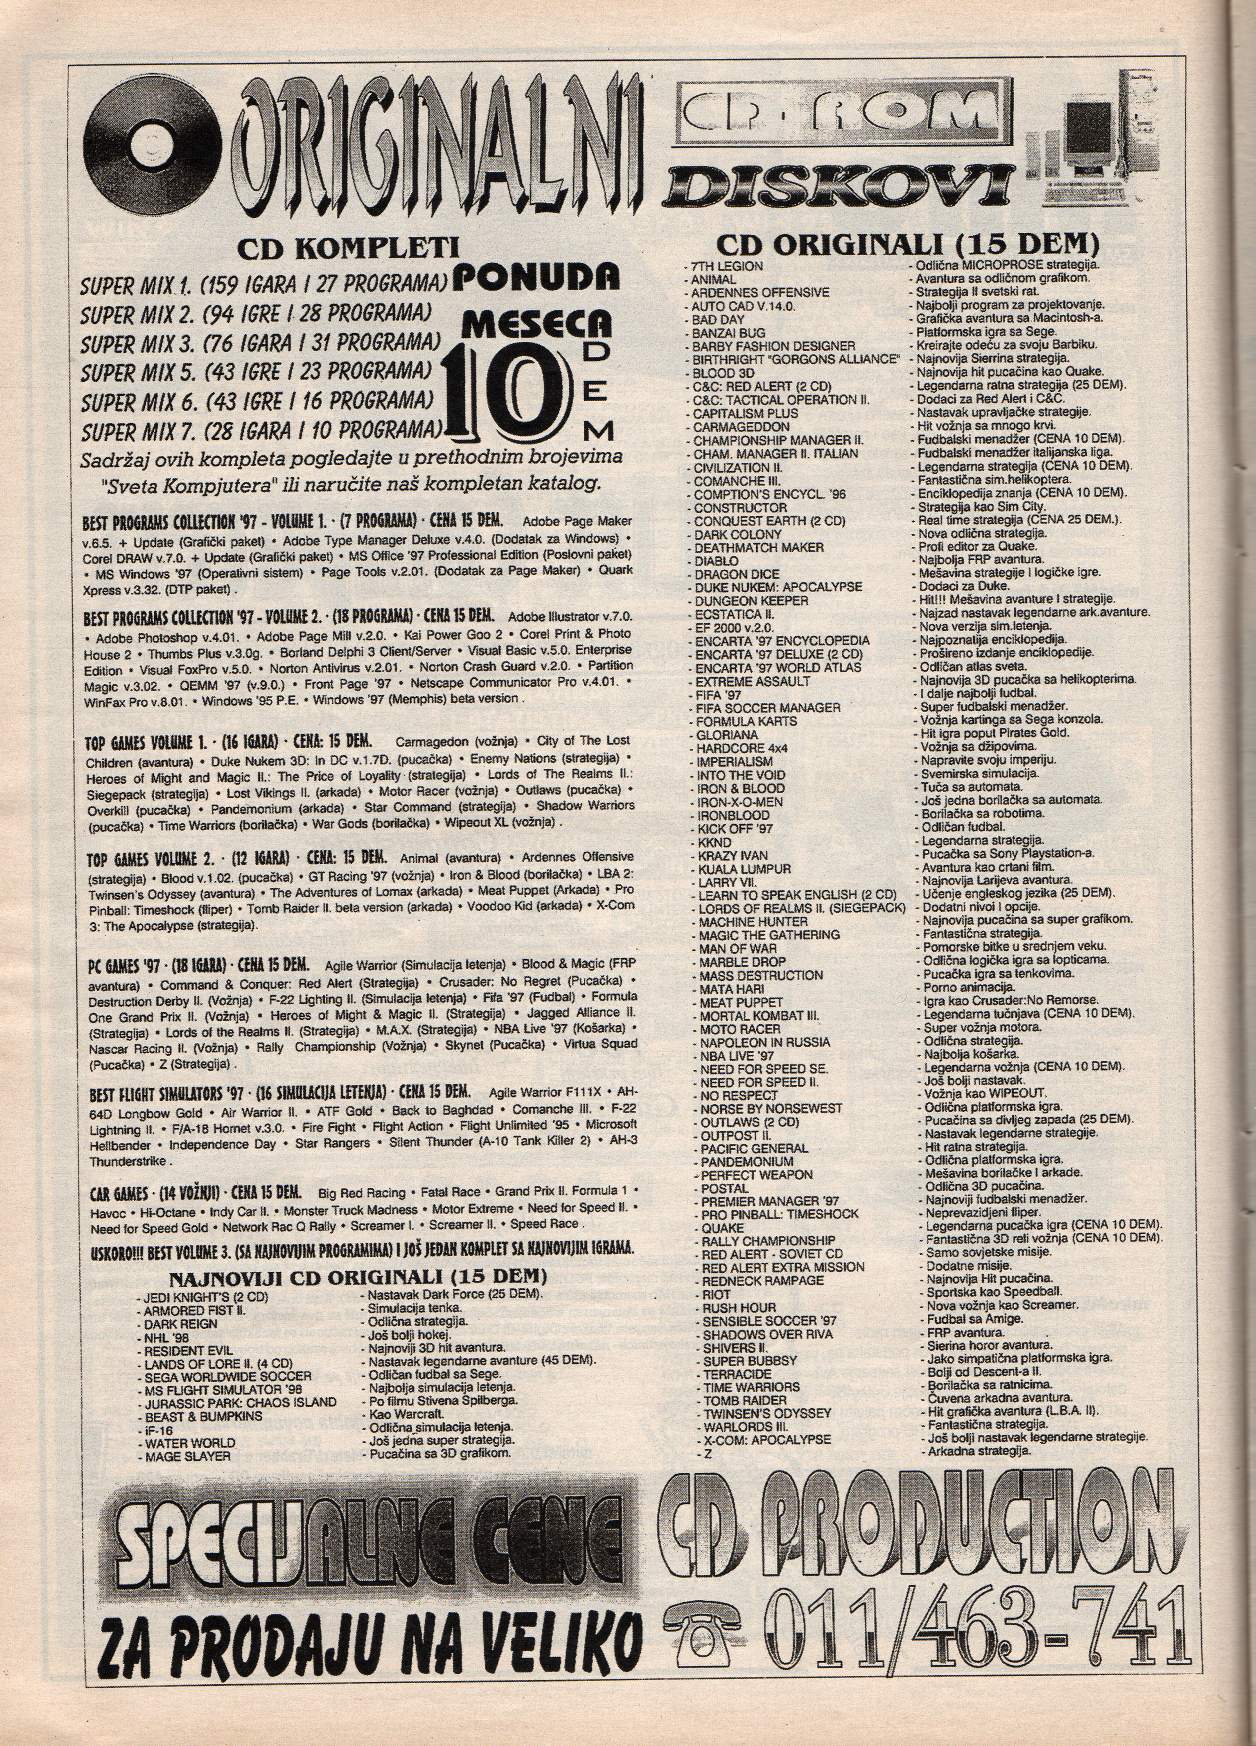 ORIGINALNI
CD-ROM
DISKOVI
CD KOMPLETI
SUPER MIX 1. (159 IGARA I 27 PROGRAMA)
SUPER MIX 2. (94 IGRE I 28 PROGRAMA)
SUPER MIX 3. (76 IGARA I 31 PROGRAMA)
SUPER MIX 5. (43 IGRE I 23 PROGRAMA)
SUPER MIX 6. (43 IGRE I 16 PROGRAMA)
SUPER MIX 7. (28 IGARA I 10 PROGRAMA)
PONUDA
MESECA
10 DEM
Sadržaj ovih kompleta pogledajte u prethodnim brojevima
"Sveta Kompjutera" ili naručite naš kompletan katalog.
BEST PROGRAMS COLLECTION '97 - VOLUME 1. · (7 PROGRAMA) · CENA 15 DEM. Adobe Page Maker
v.6.5. + Update (Grafički paket) • Adobe Type Manager Deluxe v.4.0. (Dodatak za Windows) •
Corel DRAW v.7.0. + Update (Grafički paket) • MS Office '97 Professional Edition (Poslovni paket)
• MS Windows '97 (Operativni sistem) • Page Tools v.2.01. (Dodatak za Page Maker) • Quark
Xpress v.3.32. (DTP paket) .
BEST PROGRAMS COLLECTION '97 - VOLUME 2. · (18 PROGRAMA) · CENA 15 DEM. Adobe Illustrator v.7.0.
• Adobe Photoshop v.4.01. • Adobe Page Mill v.2.0. • Kai Power Goo 2 • Corel Print & Photo
House 2 • Thumbs Plus v.3.0g. • Borland Delphi 3 Client/Server • Visual Basic v.5.0. Enterprise
Edition • Visual FoxPro v.5.0. • Norton Antivirus v.2.01. • Norton Crash Guard v.2.0. • Partition
Magic v.3.02. • QEMM '97 (v.9.0.) • Front Page '97 • Netscape Communicator Pro v.4.01. •
WinFax Pro v.8.01. • Windows '95 P.E. • Windows '97 (Memphis) beta version .
TOP GAMES VOLUME 1. · (16 IGARA) · CENA: 15 DEM. Carmagedon (vožnja) • City of The Lost
Children (avantura) • Duke Nukem 3D: In DC v.1.7D. (pucačka) • Enemy Nations (strategija) •
Heroes of Might and Magic II.: The Price of Loyality (strategija) • Lords of The Realms II.:
Siegepack (strategija) • Lost Vikings II. (arkada) • Motor Racer (vožnja) • Outlaws (pucačka) •
Overkill (pucačka) • Pandemonium (arkada) • Star Command (strategija) • Shadow Warriors
(pucačka) • Time Warriors (borilačka) • War Gods (borilačka) • Wipeout XL (vožnja) .
TOP GAMES VOLUME 2. · (12 IGARA) · CENA: 15 DEM. Animal (avantura) • Ardennes Offensive
(strategija) • Blood v.1.02. (pucačka) • GT Racing '97 (vožnja) • Iron & Blood (borilačka) • LBA 2:
Twinsen's Odyssey (avantura) • The Adventures of Lomax (arkada) • Meat Puppet (Arkada) • Pro
Pinball: Timeshock (fliper) • Tomb Raider II. beta version (arkada) • Voodoo Kid (arkada) • X-Com
3: The Apocalypse (strategija).
PC GAMES '97 · (18 IGARA) · CENA 15 DEM. Agile Warrior (Simulacija letenja) • Blood & Magic (FRP
avantura) • Command & Conquer: Red Alert (Strategija) • Crusader: No Regret (Pucačka) •
Destruction Derby II. (Vožnja) • F-22 Lighting II. (Simulacija letenja) • Fifa '97 (Fudbal) • Formula
One Grand Prix II. (Vožnja) • Heroes of Might & Magic II. (Strategija) • Jagged Alliance II.
(Strategija) • Lords of the Realms II. (Strategija) • M.A.X. (Strategija) • NBA Live '97 (Košarka) •
Nascar Racing II. (Vožnja) • Rally Championship (Vožnja) • Skynet (Pucačka) • Virtua Squad
(Pucačka) • Z (Strategija) .
BEST FLIGHT SIMULATORS '97 · (16 SIMULACIJA LETENJA) · CENA 15 DEM. Agile Warrior F111X • AH-
64D Longbow Gold • Air Warrior II. • ATF Gold • Back to Baghdad • Comanche III. • F-22
Lightning II. • F/A-18 Hornet v.3.0. • Fire Fight • Flight Action • Flight Unlimited '95 • Microsoft
Hellbender • Independence Day • Star Rangers • Silent Thunder (A-10 Tank Killer 2) • AH-3
Thunderstrike .
CAR GAMES · (14 VOŽNJI) · CENA 15 DEM. Big Red Racing • Fatal Race • Grand Prix II. Formula 1 •
Havoc • Hi-Octane • Indy Car II. • Monster Truck Madness • Motor Extreme • Need for Speed II. •
Need for Speed Gold • Network Rac Q Rally • Screamer I. • Screamer II. • Speed Race .
USKORO!!! BEST VOLUME 3. (SA NAJNOVIJIM PROGRAMIMA) I JOŠ JEDAN KOMPLET SA NAJNOVIJIM IGRAMA.
NAJNOVIJI CD ORIGINALI (15 DEM)
- JEDI KNIGHT'S (2 CD) - Nastavak Dark Force (25 DEM).
- ARMORED FIST II. - Simulacija tenka.
- DARK REIGN - Odlična strategija.
- NHL '98 - Još bolji hokej.
- RESIDENT EVIL - Najnoviji 3D hit avantura.
- LANDS OF LORE II. (4 CD) - Nastavak legendarne avanture (45 DEM).
- SEGA WORLDWIDE SOCCER - Odličan fudbal sa Sege.
- MS FLIGHT SIMULATOR '98 - Najbolja simulacija letenja.
- JURASSIC PARK: CHAOS ISLAND - Po filmu Stivena Spilberga.
- BEAST & BUMPKINS - Kao Warcraft.
- iF-16 - Odlična simulacija letenja.
- WATER WORLD - Još jedna super strategija.
- MAGE SLAYER - Pucačina sa 3D grafikom.
CD ORIGINALI (15 DEM)
- 7TH LEGION - Odlična MICROPROSE strategija.
- ANIMAL - Avantura sa odličnom grafikom.
- ARDENNES OFFENSIVE - Strategija II svetski rat.
- AUTO CAD V.14.0. - Najbolji program za projektovanje.
- BAD DAY - Grafička avantura sa Macintosh-a.
- BANZAI BUG - Platformska igra sa Sege.
- BARBY FASHION DESIGNER - Kreirajte odeću za svoju Barbiku.
- BIRTHRIGHT "GORGONS ALLIANCE" - Najnovija Sierrina strategija.
- BLOOD 3D - Najnovija hit pucačina kao Quake.
- C&C: RED ALERT (2 CD) - Legendarna ratna strategija (25 DEM).
- C&C: TACTICAL OPERATION II. - Dodaci za Red Alert i C&C.
- CAPITALISM PLUS - Nastavak upravljačke strategije.
- CARMAGEDDON - Hit vožnja sa mnogo krvi.
- CHAMPIONSHIP MANAGER II. - Fudbalski menadžer (CENA 10 DEM).
- CHAM. MANAGER II. ITALIAN - Fudbalski menadžer italijanska liga.
- CIVILIZATION II. - Legendarna strategija (CENA 10 DEM).
- COMANCHE III. - Fantastična sim.helikoptera.
- COMPTION'S ENCYCL. '96 - Enciklopedija znanja (CENA 10 DEM).
- CONSTRUCTOR - Strategija kao Sim City.
- CONQUEST EARTH (2 CD) - Real time strategija (CENA 25 DEM.).
- DARK COLONY - Nova odlična strategija.
- DEATHMATCH MAKER - Profi editor za Quake.
- DIABLO - Najbolja FRP avantura.
- DRAGON DICE - Mešavina strategije I logičke igre.
- DUKE NUKEM: APOCALYPSE - Dodaci za Duke.
- DUNGEON KEEPER - Hit!!! Mešavina avanture I strategije.
- ECSTATICA II. - Najzad nastavak legendarne ark.avanture.
- EF 2000 v.2.0. - Nova verzija sim.letenja.
- ENCARTA '97 ENCYCLOPEDIA - Najpoznatija enciklopedija.
- ENCARTA '97 DELUXE (2 CD) - Prošireno izdanje enciklopedije.
- ENCARTA '97 WORLD ATLAS - Odličan atlas sveta.
- EXTREME ASSAULT - Najnovija 3D pucačka sa helikopterima.
- FIFA '97 - I dalje najbolji fudbal.
- FIFA SOCCER MANAGER - Super fudbalski menadžer.
- FORMULA KARTS - Vožnja kartinga sa Sega konzola.
- GLORIANA - Hit igra poput Pirates Gold.
- HARDCORE 4x4 - Vožnja sa džipovima.
- IMPERIALISM - Napravite svoju imperiju.
- INTO THE VOID - Svemirska simulacija.
- IRON & BLOOD - Tuča sa automata.
- IRON-X-O-MEN - Još jedna borilačka sa automata.
- IRONBLOOD - Borilačka sa robotima.
- KICK OFF '97 - Odličan fudbal.
- KKND - Legendarna strategija.
- KRAZY IVAN - Pucačka sa Sony Playstation-a.
- KUALA LUMPUR - Avantura kao crtani film.
- LARRY VII. - Najnovija Larijeva avantura.
- LEARN TO SPEAK ENGLISH (2 CD) - Učenje engleskog jezika (25 DEM).
- LORDS OF REALMS II. (SIEGEPACK) - Dodatni nivoi I opcije.
- MACHINE HUNTER - Najnovija pucačina sa super grafikom.
- MAGIC THE GATHERING - Fantastična strategija.
- MAN OF WAR - Pomorske bitke u srednjem veku.
- MARBLE DROP - Odlična logička igra sa lopticama.
- MASS DESTRUCTION - Pucačka igra sa tenkovima.
- MATA HARI - Porno animacija.
- MEAT PUPPET - Igra kao Crusader:No Remorse.
- MORTAL KOMBAT III. - Legendarna tučnjava (CENA 10 DEM).
- MOTO RACER - Super vožnja motora.
- NAPOLEON IN RUSSIA - Odlična strategija.
- NBA LIVE '97 - Najbolja košarka.
- NEED FOR SPEED SE. - Legendarna vožnja (CENA 10 DEM).
- NEED FOR SPEED II. - Još bolji nastavak.
- NO RESPECT - Vožnja kao WIPEOUT.
- NORSE BY NORSEWEST - Odlična platformska igra.
- OUTLAWS (2 CD) - Pucačina sa divljeg zapada (25 DEM).
- OUTPOST II. - Nastavak legendarne strategije.
- PACIFIC GENERAL - Hit ratna strategija.
- PANDEMONIUM - Odlična platformska igra.
- PERFECT WEAPON - Mešavina borilačke I arkade.
- POSTAL - Odlična 3D pucačina.
- PREMIER MANAGER '97 - Najnoviji fudbalski menadžer.
- PRO PINBALL: TIMESHOCK - Neprevazidjeni fliper.
- QUAKE - Legendarna pucačka igra (CENA 10 DEM).
- RALLY CHAMPIONSHIP - Fantastična 3D reli vožnja (CENA 10 DEM).
- RED ALERT - SOVIET CD - Samo sovjetske misije.
- RED ALERT EXTRA MISSION - Dodatne misije.
- REDNECK RAMPAGE - Najnovija Hit pucačina.
- RIOT - Sportska kao Speedball.
- RUSH HOUR - Nova vožnja kao Screamer.
- SENSIBLE SOCCER '97 - Fudbal sa Amige.
- SHADOWS OVER RIVA - FRP avantura.
- SHIVERS II. - Sierina horor avantura.
- SUPER BUBBSY - Jako simpatična platformska igra.
- TERRACIDE - Bolji od Descent-a II.
- TIME WARRIORS - Borilačka sa ratnicima.
- TOMB RAIDER - Čuvena arkadna avantura.
- TWINSEN'S ODYSSEY - Hit grafička avantura (L.B.A. II).
- WARLORDS III. - Fantastična strategija.
- X-COM: APOCALYPSE - Još bolji nastavak legendarne strategije.
- Z - Arkadna strategija.
SPECIJALNE CENE
ZA PRODAJU NA VELIKO
CD PRODUCTION
011/463-741